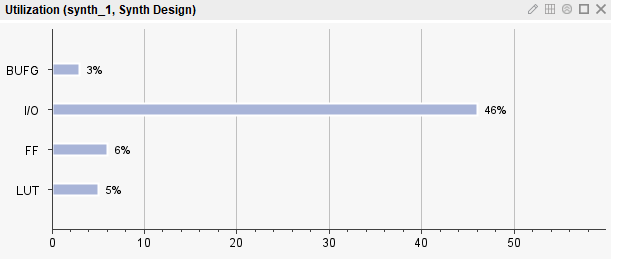 Utilization (synth_1, Synth Design)
BUFG 3%
I/O 46%
FF 6%
LUT 5%
0 10 20 30 40 50